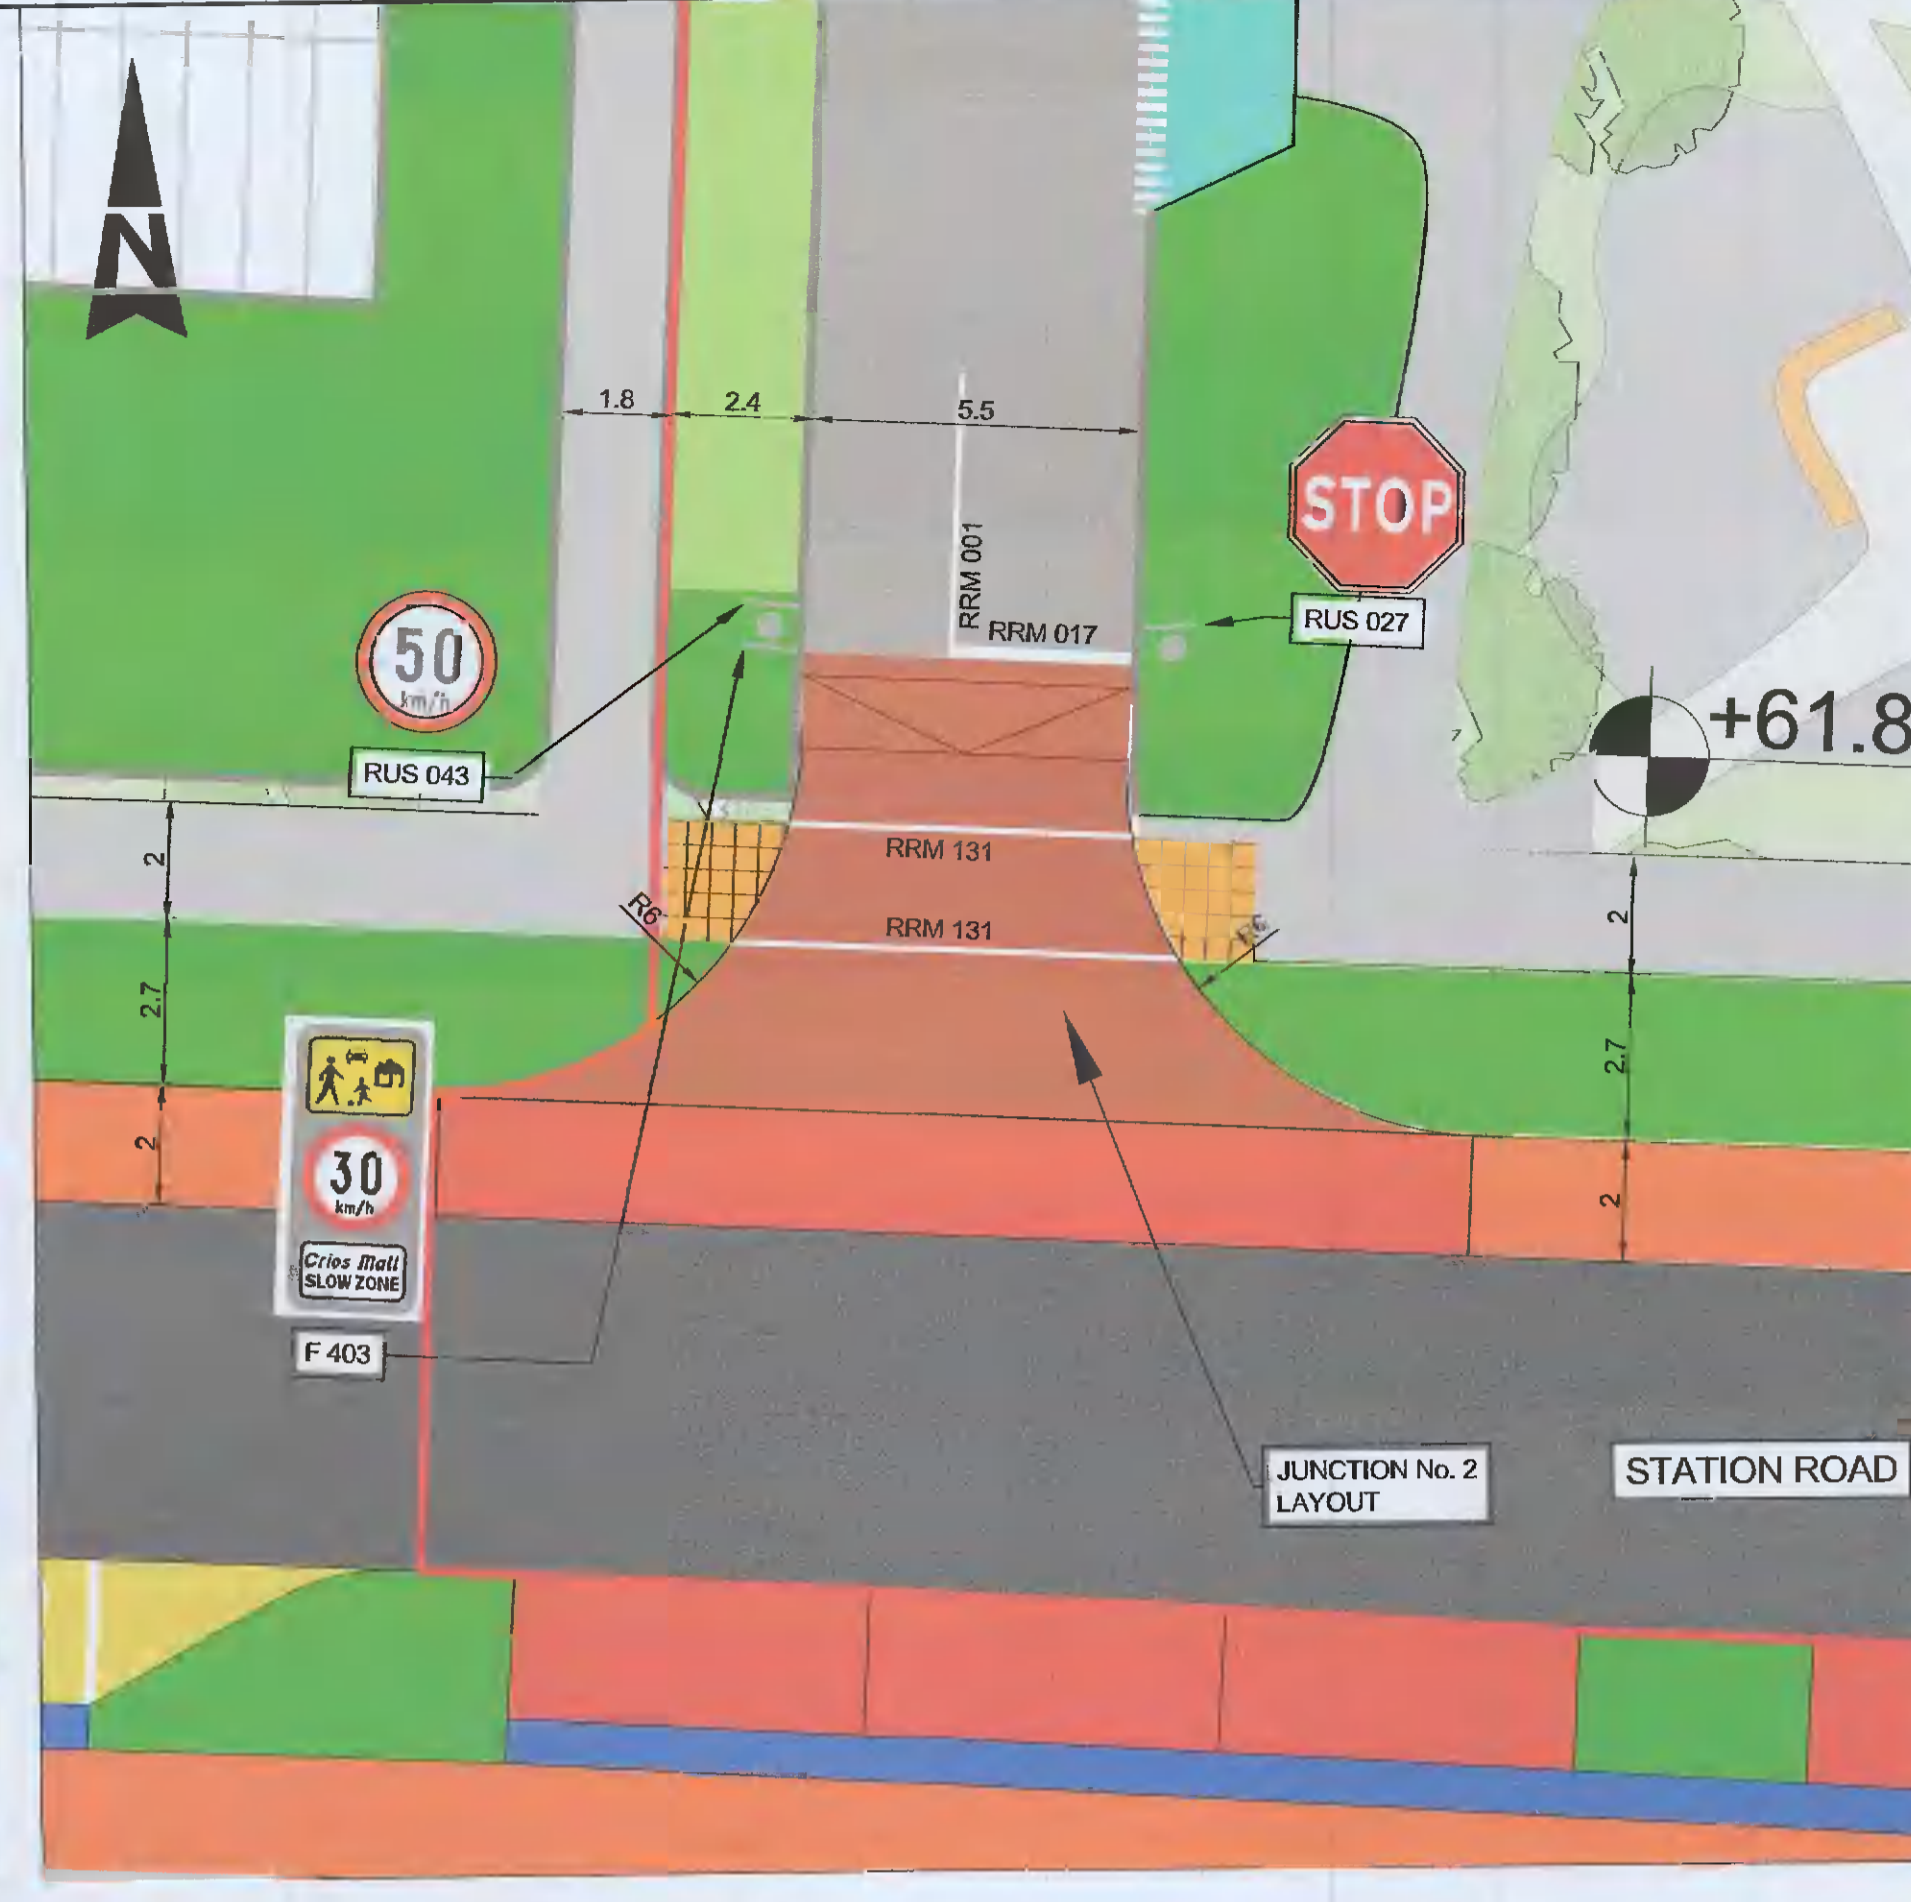 N
1.8
2.4
5.5
STOP
RRM 001
RRM 017
RUS 027
50
km/h
RUS 043
+61.8
2
RRM 131
R6
RRM 131
R6
2
2.7
2.7
2
30
km/h
Crios Mall
SLOW ZONE
2
F 403
JUNCTION No. 2
LAYOUT
STATION ROAD